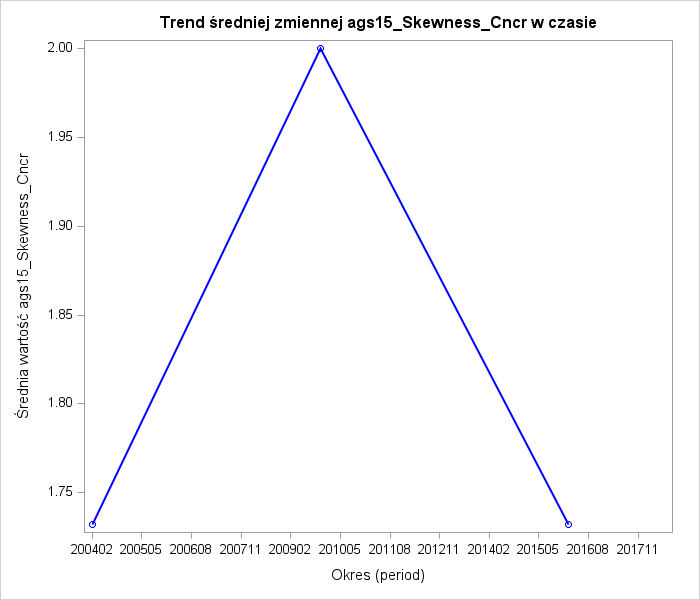 Trend średniej zmiennej ags15_Skewness_Cncr w czasie
Średnia wartość ags15_Skewness_Cncr
2.00
1.95
1.90
1.85
1.80
1.75
200402 200505 200608 200711 200902 201005 201108 201211 201402 201505 201608 201711
Okres (period)